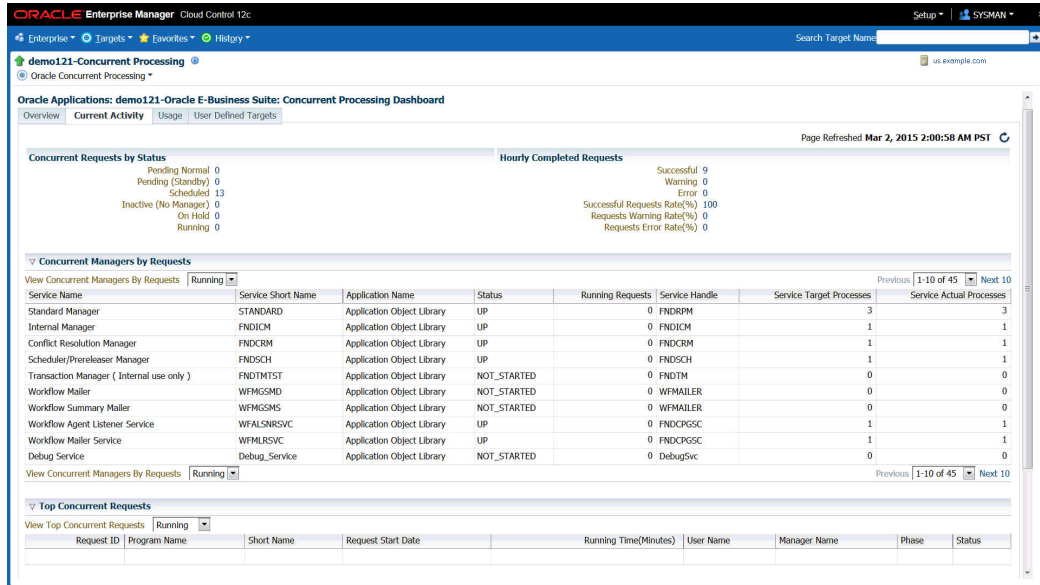 ORACLE Enterprise Manager Cloud Control 12c Setup SYSMAN
Enterprise Targets Favorites History Search Target Name
demo121-Concurrent Processing us.example.com
Oracle Concurrent Processing
Oracle Applications: demo121-Oracle E-Business Suite: Concurrent Processing Dashboard
Overview Current Activity Usage User Defined Targets
Page Refreshed Mar 2, 2015 2:00:58 AM PST
Concurrent Requests by Status Hourly Completed Requests
Pending Normal 0 Successful 9
Pending (Standby) 0 Warning 0
Scheduled 13 Error 0
Inactive (No Manager) 0 Successful Requests Rate(%) 100
On Hold 0 Requests Warning Rate(%) 0
Running 0 Requests Error Rate(%) 0
Concurrent Managers by Requests
View Concurrent Managers By Requests Running Previous 1-10 of 45 Next 10
Service Name Service Short Name Application Name Status Running Requests Service Handle Service Target Processes Service Actual Processes
Standard Manager STANDARD Application Object Library UP 0 FNDRPM 3 3
Internal Manager FNDICM Application Object Library UP 0 FNDICM 1 1
Conflict Resolution Manager FNDCRM Application Object Library UP 0 FNDCRM 1 1
Scheduler/Prereleaser Manager FNDSCH Application Object Library UP 0 FNDSCH 1 1
Transaction Manager ( Internal use only ) FNDTMTST Application Object Library NOT_STARTED 0 FNDTM 0 0
Workflow Mailer WFMGSMD Application Object Library NOT_STARTED 0 WFMAILER 0 0
Workflow Summary Mailer WFMGSMS Application Object Library NOT_STARTED 0 WFMAILER 0 0
Workflow Agent Listener Service WFALSNRSVC Application Object Library UP 0 FNDCPGSC 1 1
Workflow Mailer Service WFMLRSVC Application Object Library UP 0 FNDCPGSC 1 1
Debug Service Debug_Service Application Object Library NOT_STARTED 0 DebugSvc 0 0
View Concurrent Managers By Requests Running Previous 1-10 of 45 Next 10
Top Concurrent Requests
View Top Concurrent Requests Running
Request ID Program Name Short Name Request Start Date Running Time(Minutes) User Name Manager Name Phase Status